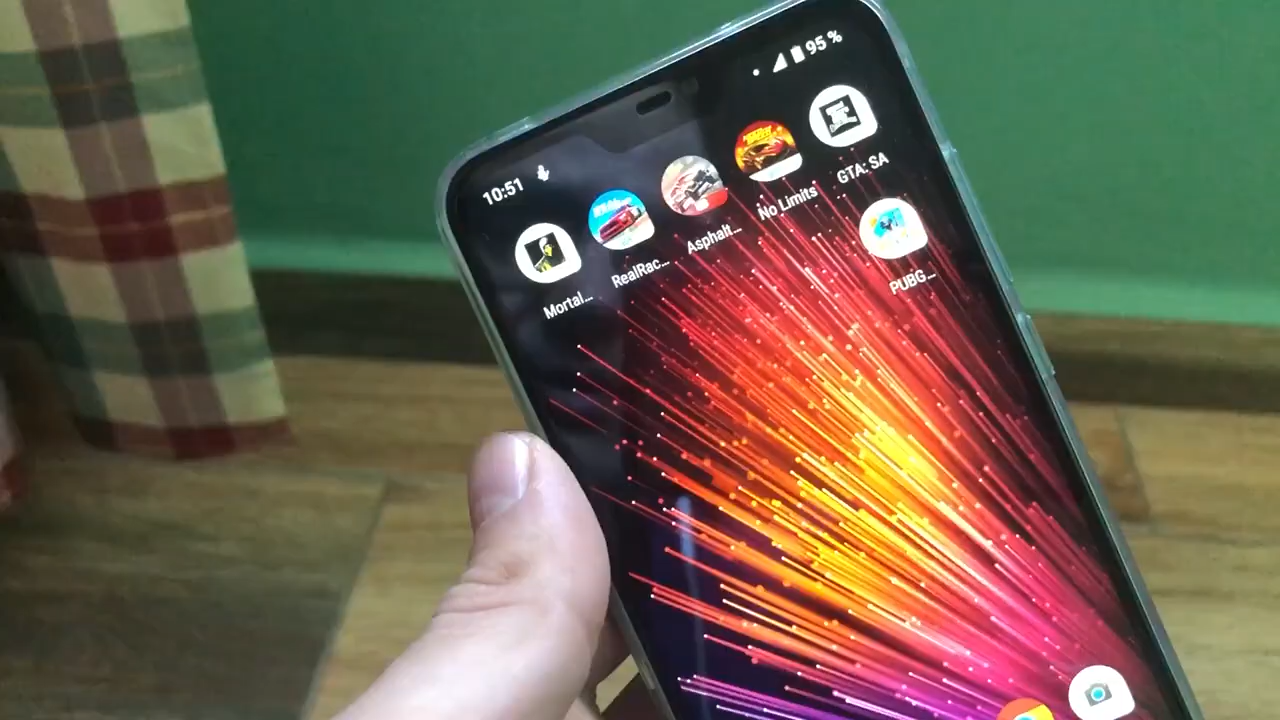 10:51
95 %
Mortal...
RealRac...
Asphalt...
No Limits
GTA: SA
PUBG...